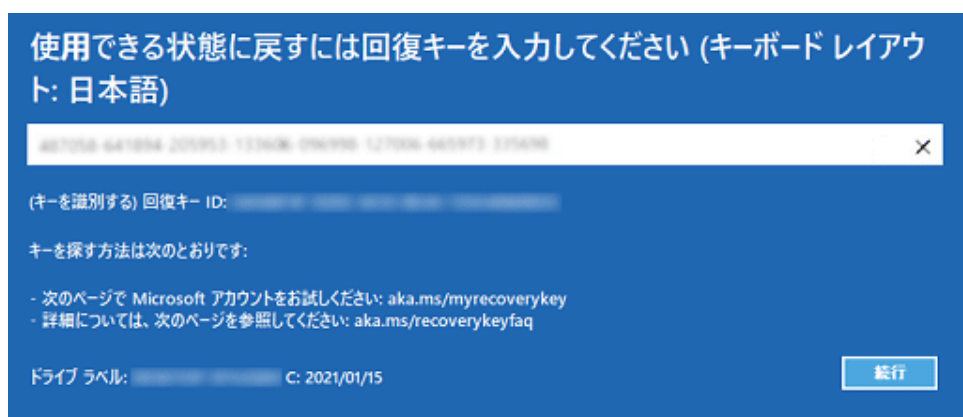 使用できる状態に戻すには回復キーを入力してください (キーボード レイアウ
ト: 日本語)
(キーを識別する) 回復キー ID:
キーを探す方法は次のとおりです:
- 次のページで Microsoft アカウントをお試しください: aka.ms/myrecoverykey
- 詳細については、次のページを参照してください: aka.ms/recoverykeyfaq
ドライブ ラベル: C: 2021/01/15
続行